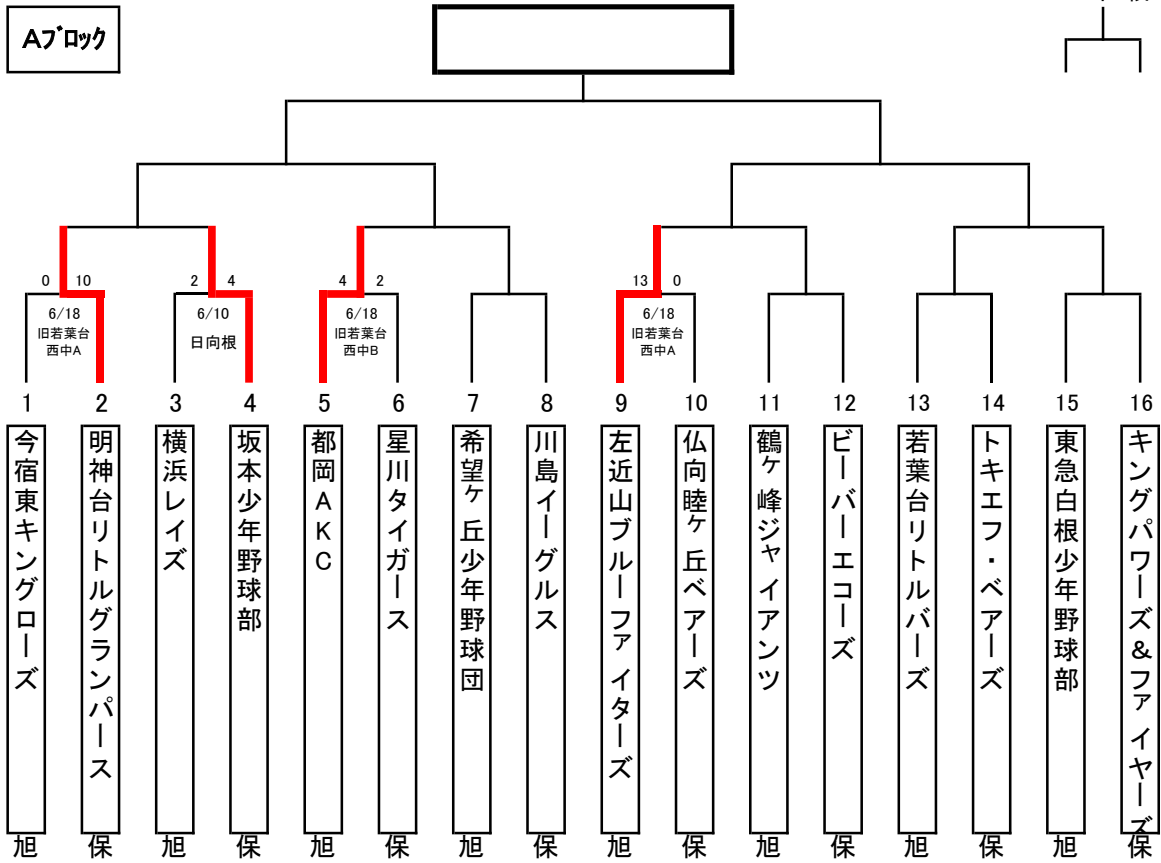 Aブロック
0 10
2 4
4 2
13 0
6/18
旧若葉台
西中A
6/10
日向根
6/18
旧若葉台
西中B
6/18
旧若葉台
西中A
1 2 3 4 5 6 7 8 9 10 11 12 13 14 15 16
今宿東キングローズ
明神台リトルグランパース
横浜レイズ
坂本少年野球部
都岡AKC
星川タイガース
希望ヶ丘少年野球団
川島イーグルス
左近山ブルーファイターズ
仏向睦ヶ丘ベアーズ
鶴ヶ峰ジャイアンツ
ビーバーエコーズ
若葉台リトルバーズ
トキエフ・ベアーズ
東急白根少年野球部
キングパワーズ&ファイヤーズ
旭 保 旭 保 旭 保 旭 保 旭 保 旭 保 旭 保 旭 保